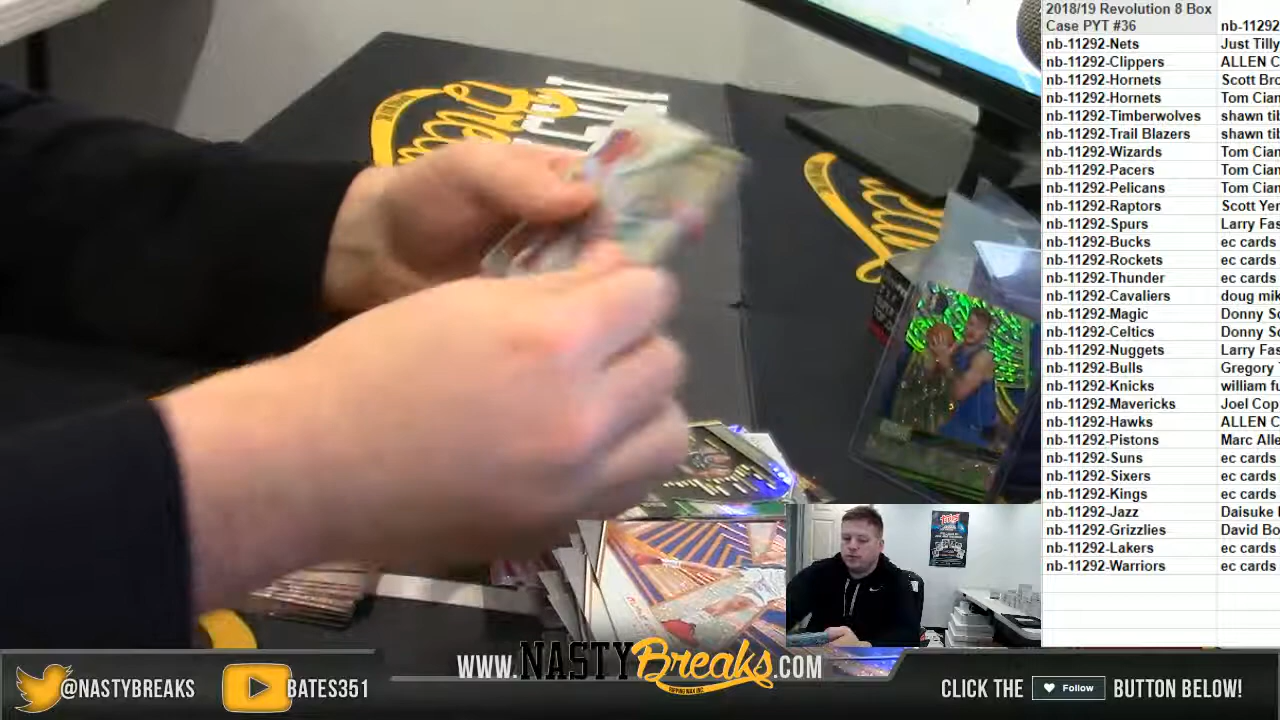 2018/19 Revolution 8 Box
Case PYT #36 nb-11292
nb-11292-Nets Just Tilly
nb-11292-Clippers ALLEN C
nb-11292-Hornets Scott Bro
nb-11292-Hornets Tom Cian
nb-11292-Timberwolves shawn tib
nb-11292-Trail Blazers shawn tib
nb-11292-Wizards Tom Cian
nb-11292-Pacers Tom Cian
nb-11292-Pelicans Tom Cian
nb-11292-Raptors Scott Yer
nb-11292-Spurs Larry Fas
nb-11292-Bucks ec cards
nb-11292-Rockets ec cards
nb-11292-Thunder ec cards
nb-11292-Cavaliers doug mik
nb-11292-Magic Donny So
nb-11292-Celtics Donny So
nb-11292-Nuggets Larry Fas
nb-11292-Bulls Gregory
nb-11292-Knicks william fu
nb-11292-Mavericks Joel Cop
nb-11292-Hawks ALLEN C
nb-11292-Pistons Marc Alle
nb-11292-Suns ec cards
nb-11292-Sixers ec cards
nb-11292-Kings ec cards
nb-11292-Jazz Daisuke
nb-11292-Grizzlies David Bo
nb-11292-Lakers ec cards
nb-11292-Warriors ec cards
@NASTYBREAKS
BATES351
WWW.NASTYBreaks.COM
CLICK THE Follow BUTTON BELOW!